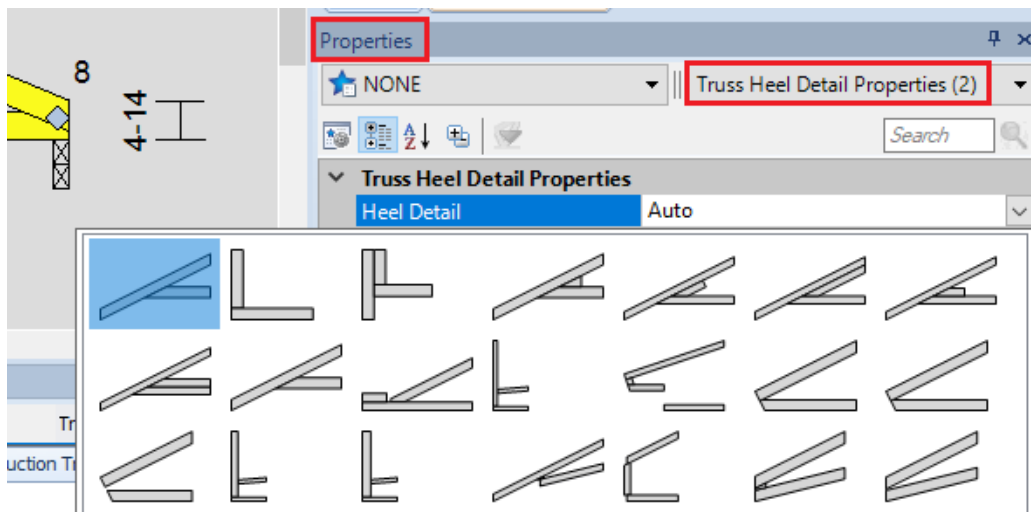 Properties
8
NONE
Truss Heel Detail Properties (2)
4-14
A
Z
Search
Truss Heel Detail Properties
Heel Detail
Auto
Tr
uction Tr